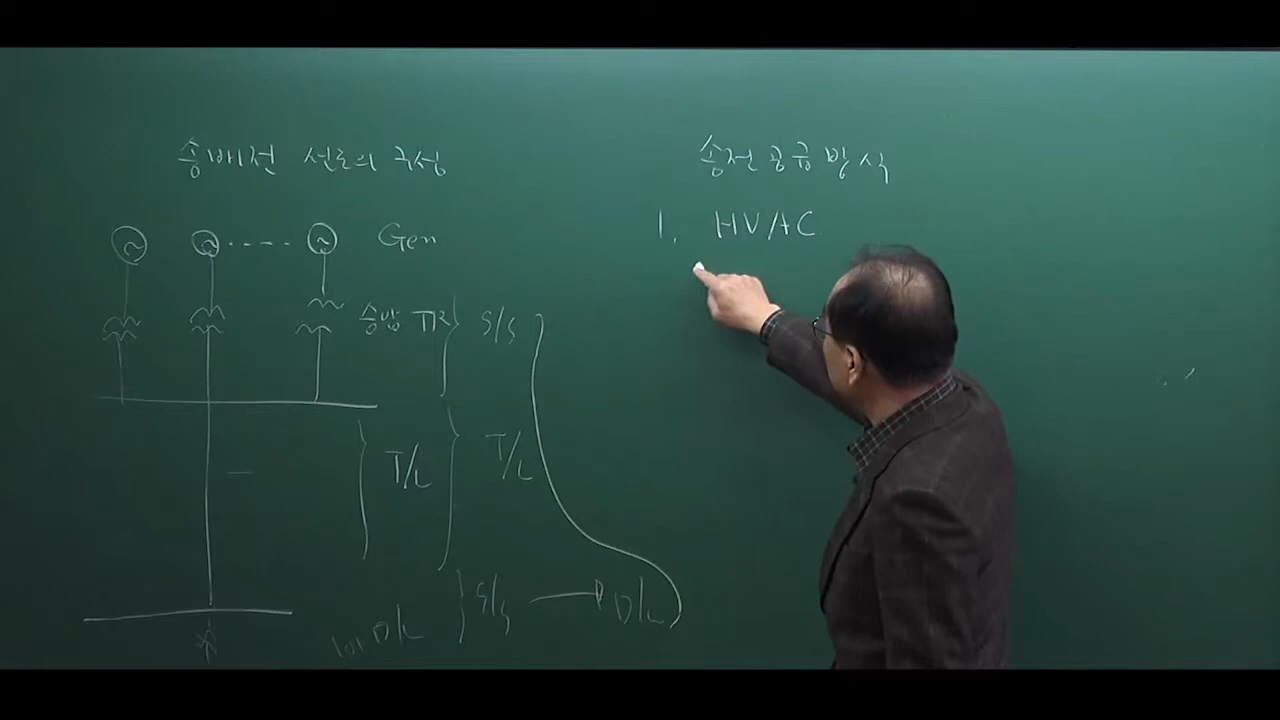 송배전 선로의 구성
Gen
승압 TR
S/S
T/L
T/L
S/S
D/L
D/L
송전공급방식
1. HV/AC